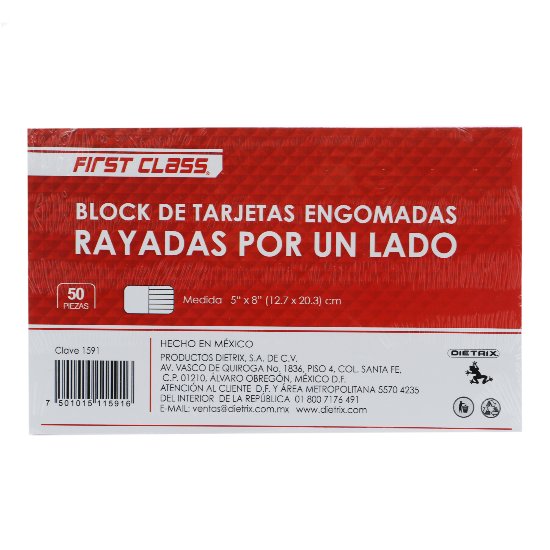 FIRST CLASS®
BLOCK DE TARJETAS ENGOMADAS
RAYADAS POR UN LADO
50
PIEZAS
Medida 5" x 8" (12.7 x 20.3) cm
Clave 1591
7 501015 115916
HECHO EN MÉXICO
PRODUCTOS DIETRIX, S.A. DE C.V.
AV. VASCO DE QUIROGA No. 1836, PISO 4, COL. SANTA FE.
C.P. 01210, ÁLVARO OBREGÓN, MÉXICO D.F.
ATENCIÓN AL CLIENTE D.F. Y ÁREA METROPOLITANA 5570 4235
DEL INTERIOR DE LA REPÚBLICA 01 800 7176 491
E-MAIL: ventas@dietrix.com.mx www.dietrix.com
DIETRIX